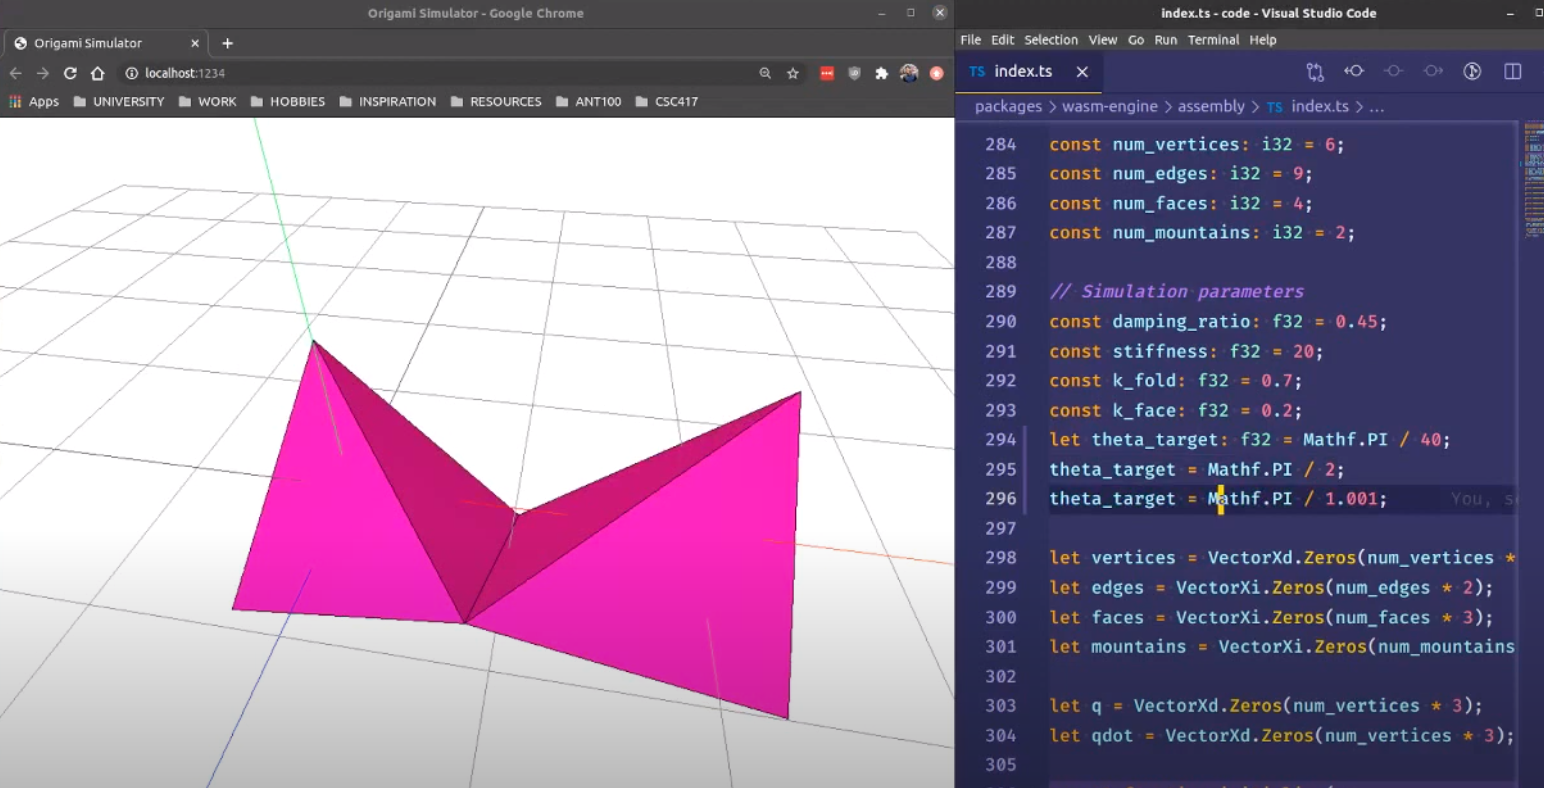 Origami Simulator - Google Chrome
Origami Simulator
localhost:1234
Apps UNIVERSITY WORK HOBBIES INSPIRATION RESOURCES ANT100 CSC417
index.ts - code - Visual Studio Code
File Edit Selection View Go Run Terminal Help
TS index.ts
packages > wasm-engine > assembly > TS index.ts > ...
284 const num_vertices: i32 = 6;
285 const num_edges: i32 = 9;
286 const num_faces: i32 = 4;
287 const num_mountains: i32 = 2;
288
289 // Simulation parameters
290 const damping_ratio: f32 = 0.45;
291 const stiffness: f32 = 20;
292 const k_fold: f32 = 0.7;
293 const k_face: f32 = 0.2;
294 let theta_target: f32 = Mathf.PI / 40;
295 theta_target = Mathf.PI / 2;
296 theta_target = Mathf.PI / 1.001; You, s
297
298 let vertices = VectorXd.Zeros(num_vertices *
299 let edges = VectorXi.Zeros(num_edges * 2);
300 let faces = VectorXi.Zeros(num_faces * 3);
301 let mountains = VectorXi.Zeros(num_mountains
302
303 let q = VectorXd.Zeros(num_vertices * 3);
304 let qdot = VectorXd.Zeros(num_vertices * 3);
305